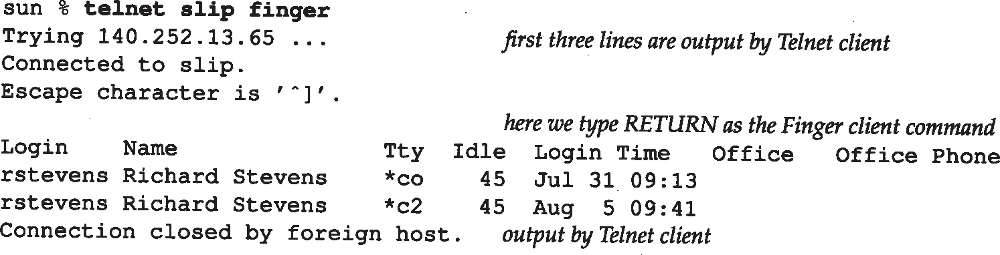 sun % telnet slip finger
Trying 140.252.13.65 ... first three lines are output by Telnet client
Connected to slip.
Escape character is '^]'.
here we type RETURN as the Finger client command
Login Name Tty Idle Login Time Office Office Phone
rstevens Richard Stevens *co 45 Jul 31 09:13
rstevens Richard Stevens *c2 45 Aug 5 09:41
Connection closed by foreign host. output by Telnet client